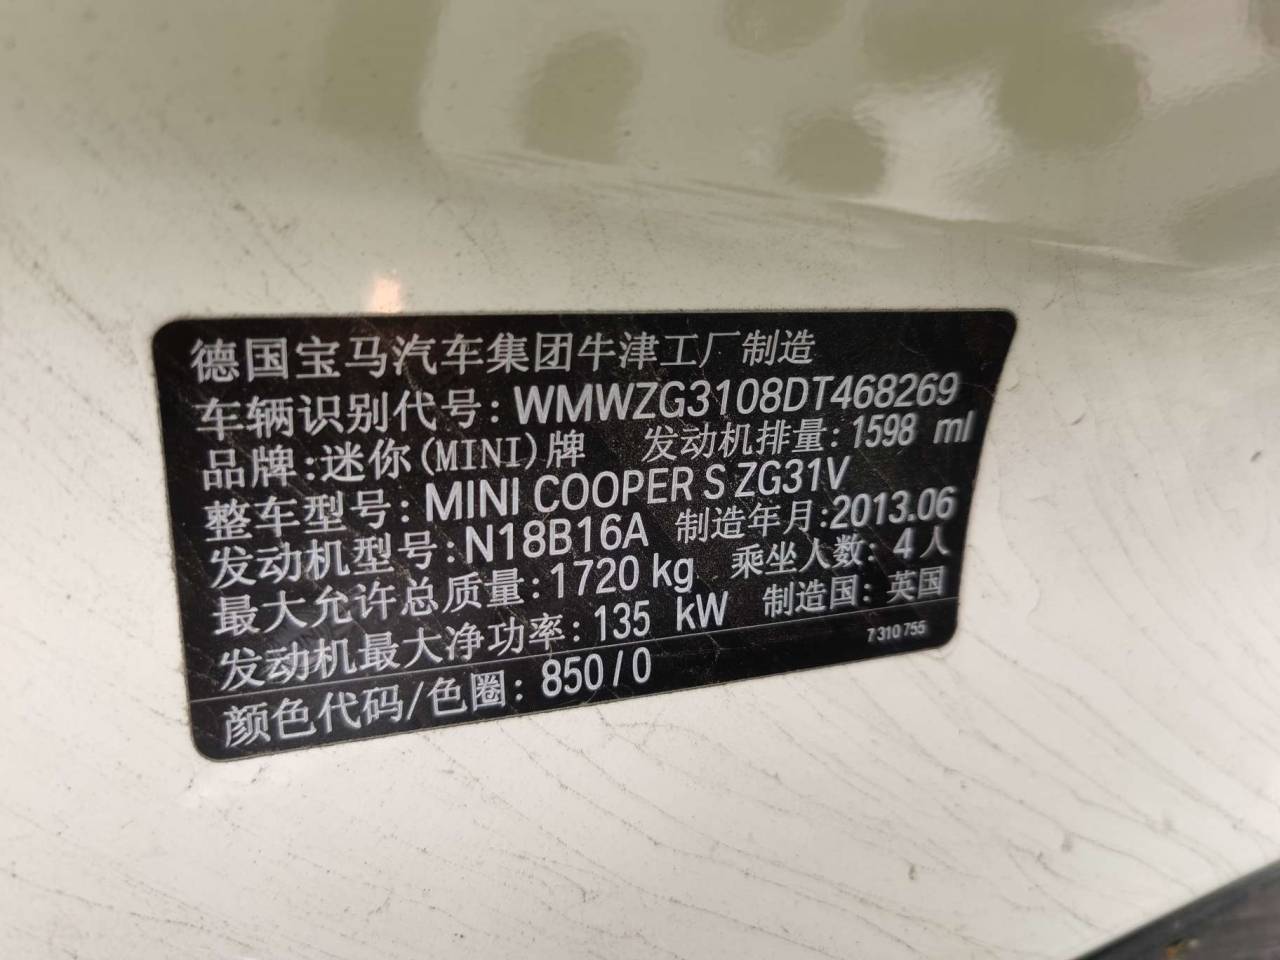 德国宝马汽车集团牛津工厂制造
车辆识别代号: WMWZG3108DT468269
品牌:迷你(MINI)牌 发动机排量: 1598 ml
整车型号: MINI COOPER S ZG31V
发动机型号: N18B16A 制造年月:2013.06
最大允许总质量: 1720 kg 乘坐人数: 4人
发动机最大净功率: 135 kW 制造国: 英国
颜色代码/色圈: 850/0 7 310 755